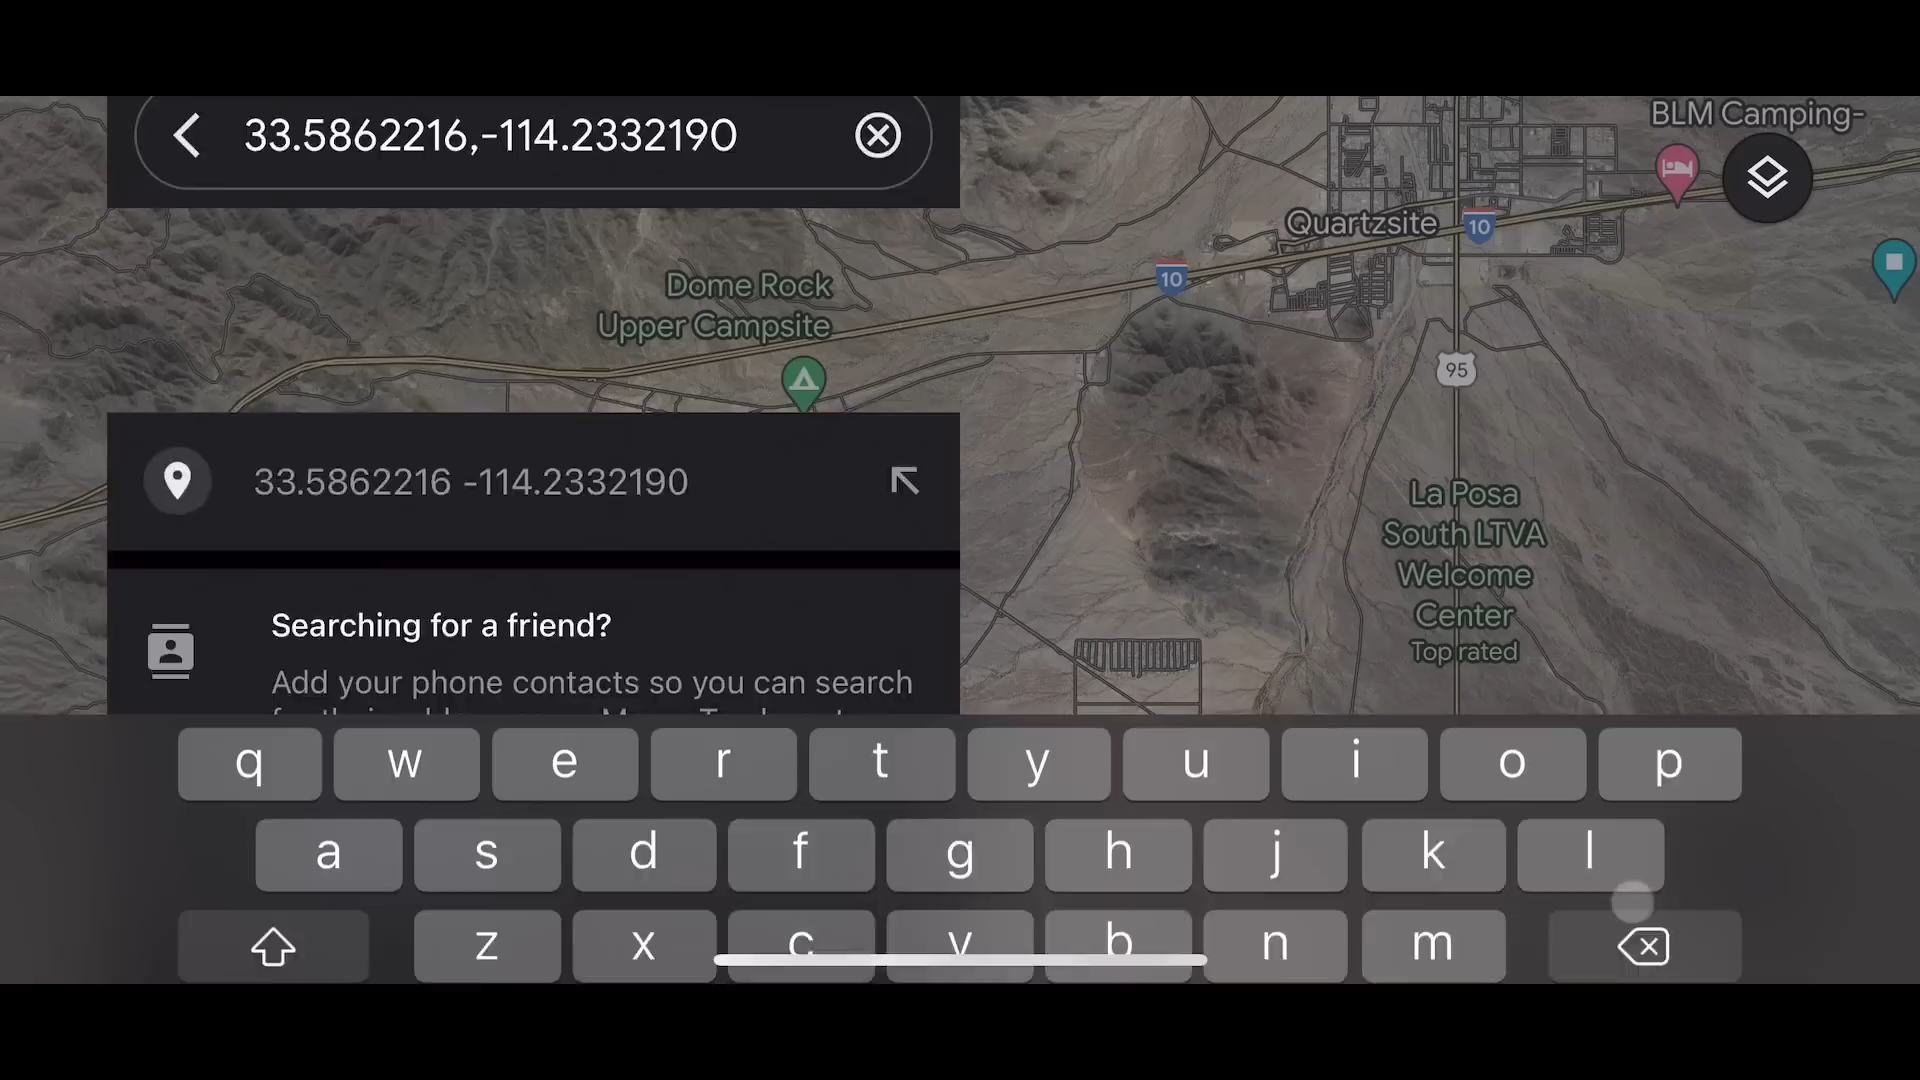 33.5862216,-114.2332190
BLM Camping-
Quartzsite
10
Dome Rock
Upper Campsite
10
95
33.5862216 -114.2332190
La Posa
South LTVA
Welcome
Center
Top rated
Searching for a friend?
Add your phone contacts so you can search
q w e r t y u i o p
a s d f g h j k l
z x c v b n m